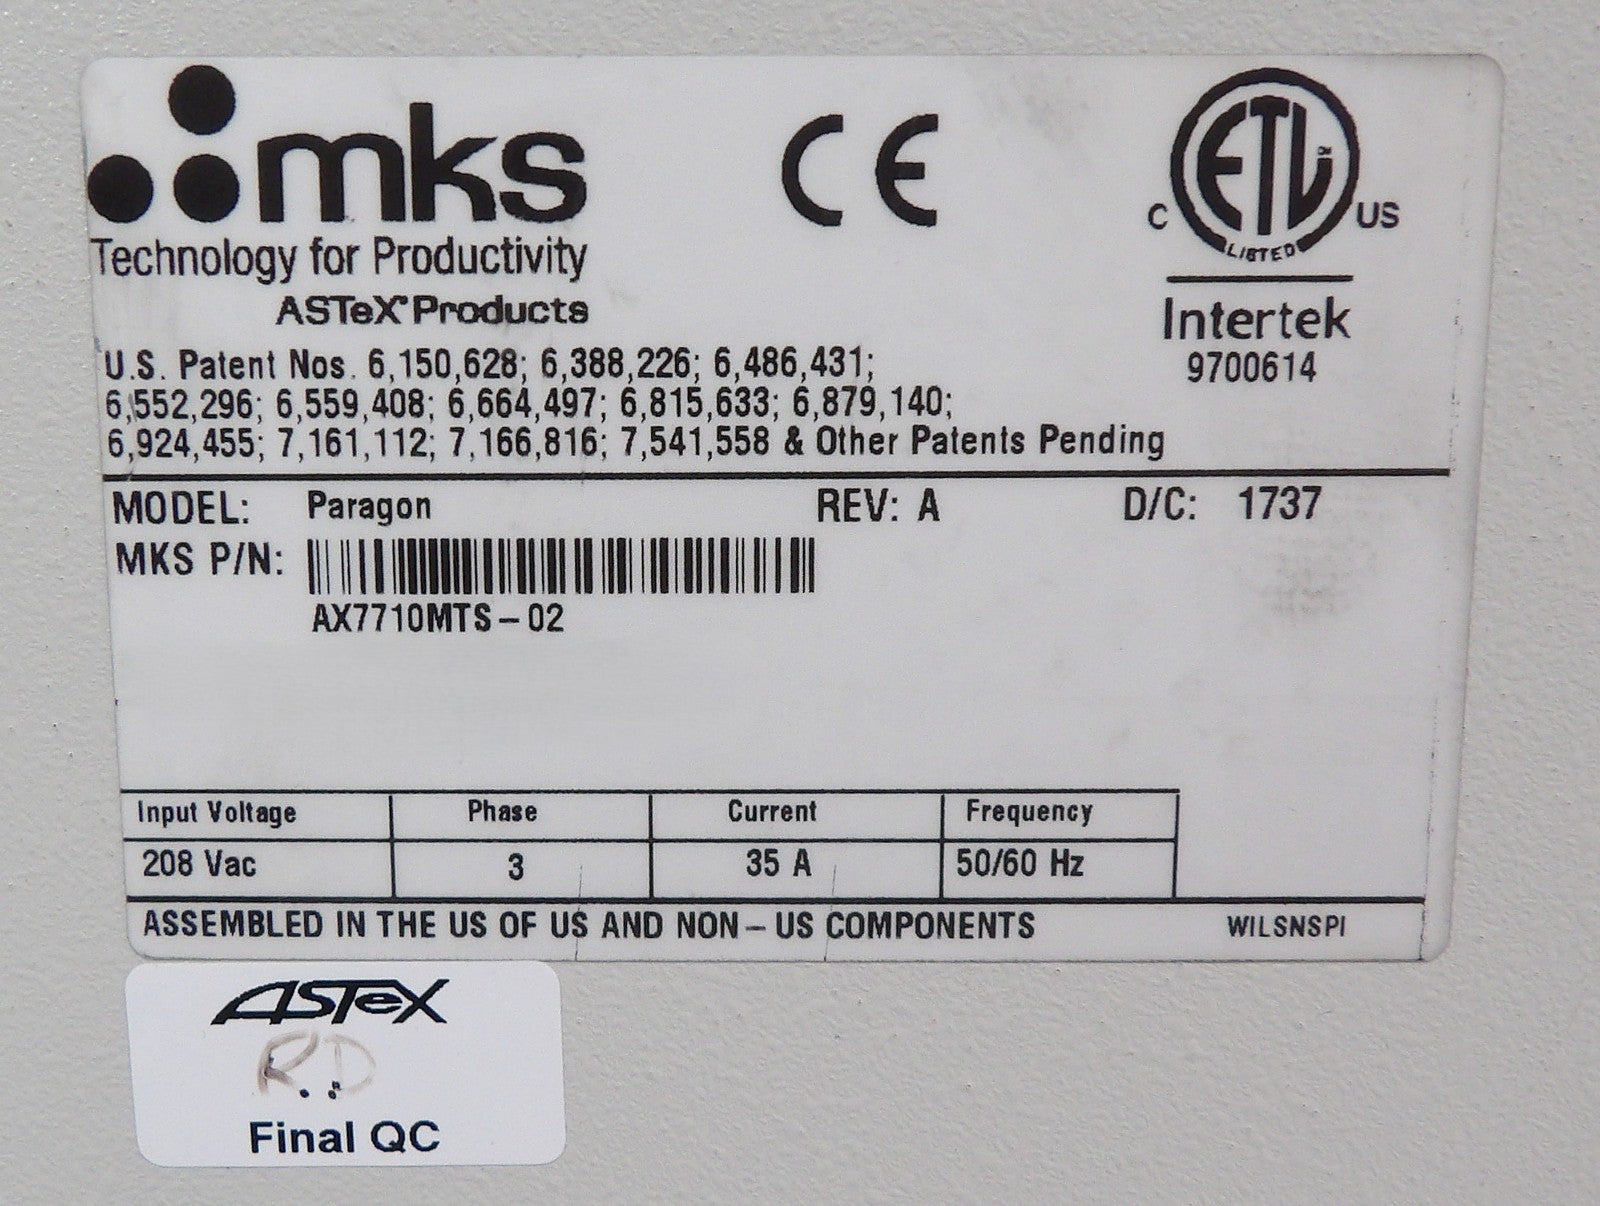 mks
Technology for Productivity
ASTeX® Products
CE
ETL CM
LISTED
C US
Intertek
9700614
U.S. Patent Nos. 6,150,628; 6,388,226; 6,486,431;
6,552,296; 6,559,408; 6,664,497; 6,815,633; 6,879,140;
6,924,455; 7,161,112; 7,166,816; 7,541,558 & Other Patents Pending
MODEL: Paragon REV: A D/C: 1737
MKS P/N:
AX7710MTS-02
Input Voltage Phase Current Frequency
208 Vac 3 35 A 50/60 Hz
ASSEMBLED IN THE US OF US AND NON-US COMPONENTS WILSNSPI
ASTeX
R.D
Final QC